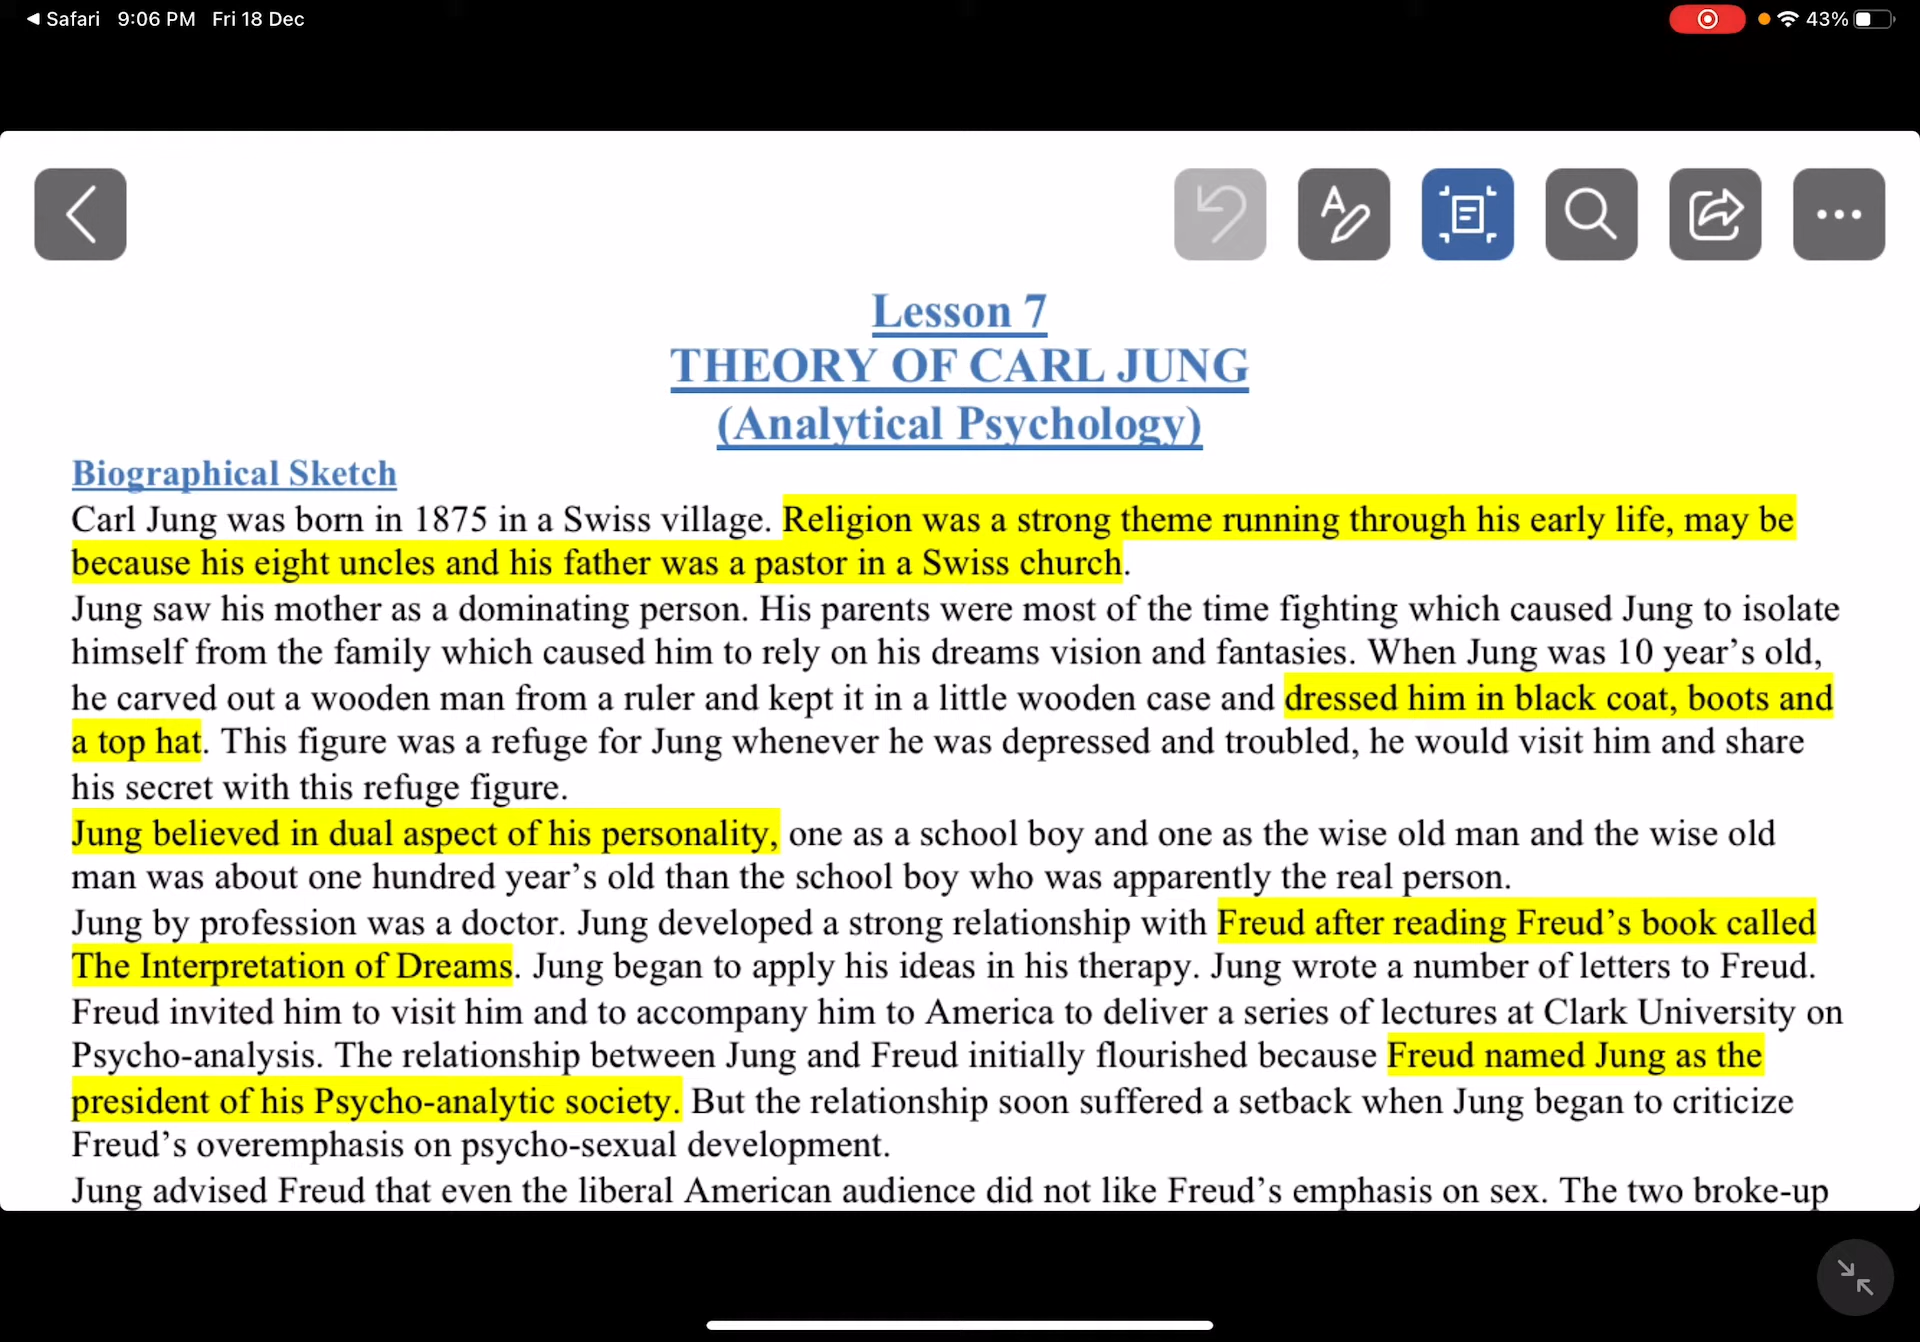 Safari 9:06 PM Fri 18 Dec 43%
Lesson 7
THEORY OF CARL JUNG
(Analytical Psychology)
Biographical Sketch
Carl Jung was born in 1875 in a Swiss village. Religion was a strong theme running through his early life, may be
because his eight uncles and his father was a pastor in a Swiss church.
Jung saw his mother as a dominating person. His parents were most of the time fighting which caused Jung to isolate
himself from the family which caused him to rely on his dreams vision and fantasies. When Jung was 10 year’s old,
he carved out a wooden man from a ruler and kept it in a little wooden case and dressed him in black coat, boots and
a top hat. This figure was a refuge for Jung whenever he was depressed and troubled, he would visit him and share
his secret with this refuge figure.
Jung believed in dual aspect of his personality, one as a school boy and one as the wise old man and the wise old
man was about one hundred year’s old than the school boy who was apparently the real person.
Jung by profession was a doctor. Jung developed a strong relationship with Freud after reading Freud’s book called
The Interpretation of Dreams. Jung began to apply his ideas in his therapy. Jung wrote a number of letters to Freud.
Freud invited him to visit him and to accompany him to America to deliver a series of lectures at Clark University on
Psycho-analysis. The relationship between Jung and Freud initially flourished because Freud named Jung as the
president of his Psycho-analytic society. But the relationship soon suffered a setback when Jung began to criticize
Freud’s overemphasis on psycho-sexual development.
Jung advised Freud that even the liberal American audience did not like Freud’s emphasis on sex. The two broke-up